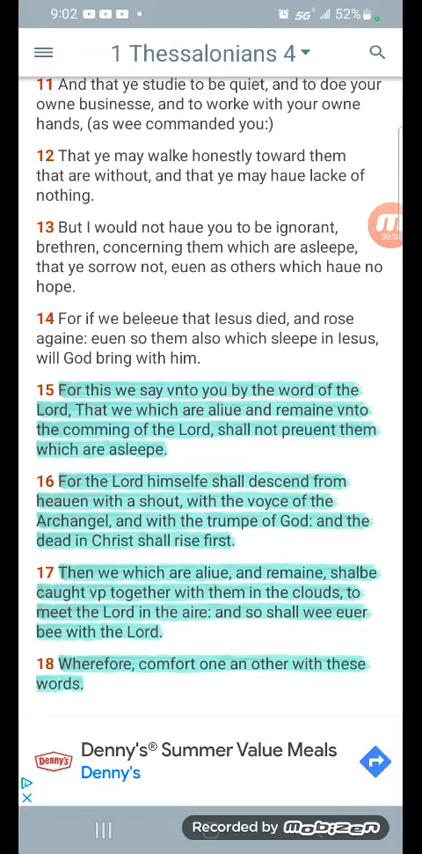 9:02 5G 52%
1 Thessalonians 4
11 And that ye studie to be quiet, and to doe your
owne businesse, and to worke with your owne
hands, (as wee commanded you:)
12 That ye may walke honestly toward them
that are without, and that ye may haue lacke of
nothing.
13 But I would not haue you to be ignorant,
brethren, concerning them which are asleepe,
that ye sorrow not, euen as others which haue no
hope.
14 For if we beleeue that Iesus died, and rose
againe: euen so them also which sleepe in Iesus,
will God bring with him.
15 For this we say vnto you by the word of the
Lord, That we which are aliue and remaine vnto
the comming of the Lord, shall not preuent them
which are asleepe.
16 For the Lord himselfe shall descend from
heauen with a shout, with the voyce of the
Archangel, and with the trumpe of God: and the
dead in Christ shall rise first.
17 Then we which are aliue, and remaine, shalbe
caught vp together with them in the clouds, to
meet the Lord in the aire: and so shall wee euer
bee with the Lord.
18 Wherefore, comfort one an other with these
words.
Denny's
Denny's® Summer Value Meals
Denny's
Recorded by mobizen